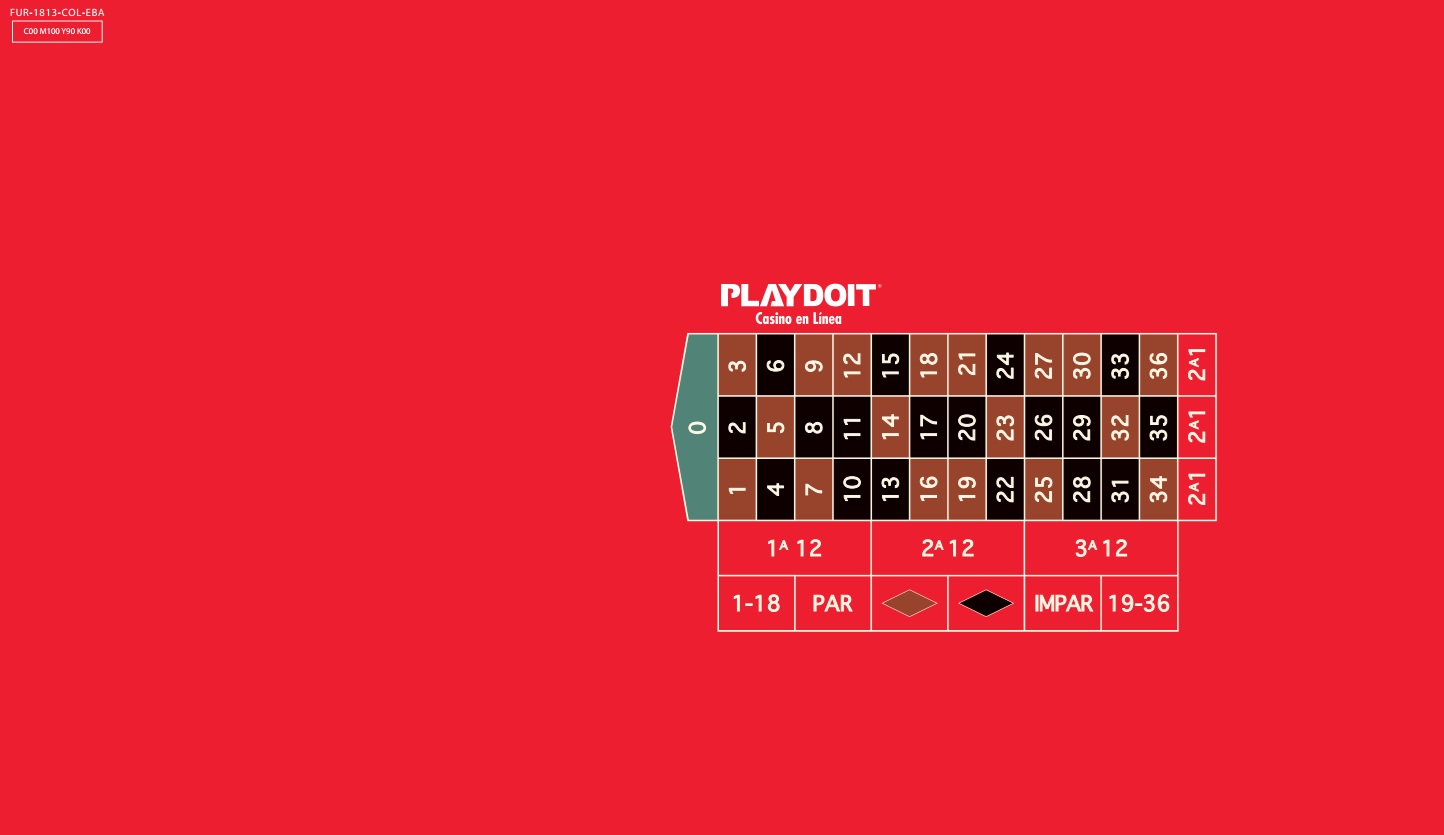 FUR-1813-COL-EBA
C00 M100 Y90 K00
PLAYDOIT
Casino en Línea
0
3 6 9 12 15 18 21 24 27 30 33 36 2A1
2 5 8 11 14 17 20 23 26 29 32 35 2A1
1 4 7 10 13 16 19 22 25 28 31 34 2A1
1A 12 2A 12 3A 12
1-18 PAR IMPAR 19-36